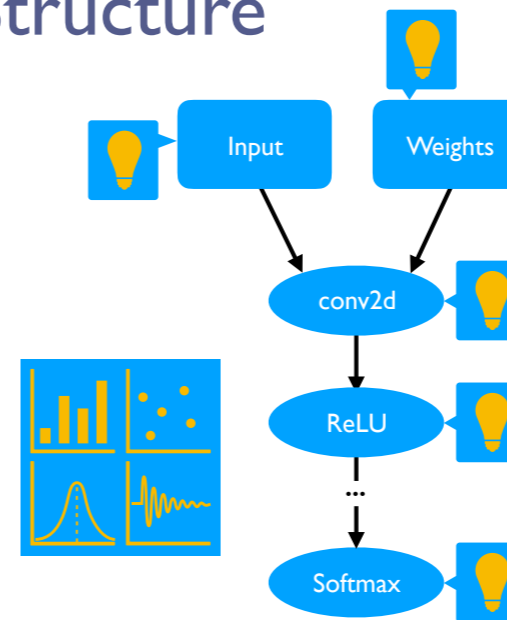 Structure
Input
Weights
conv2d
ReLU
...
Softmax